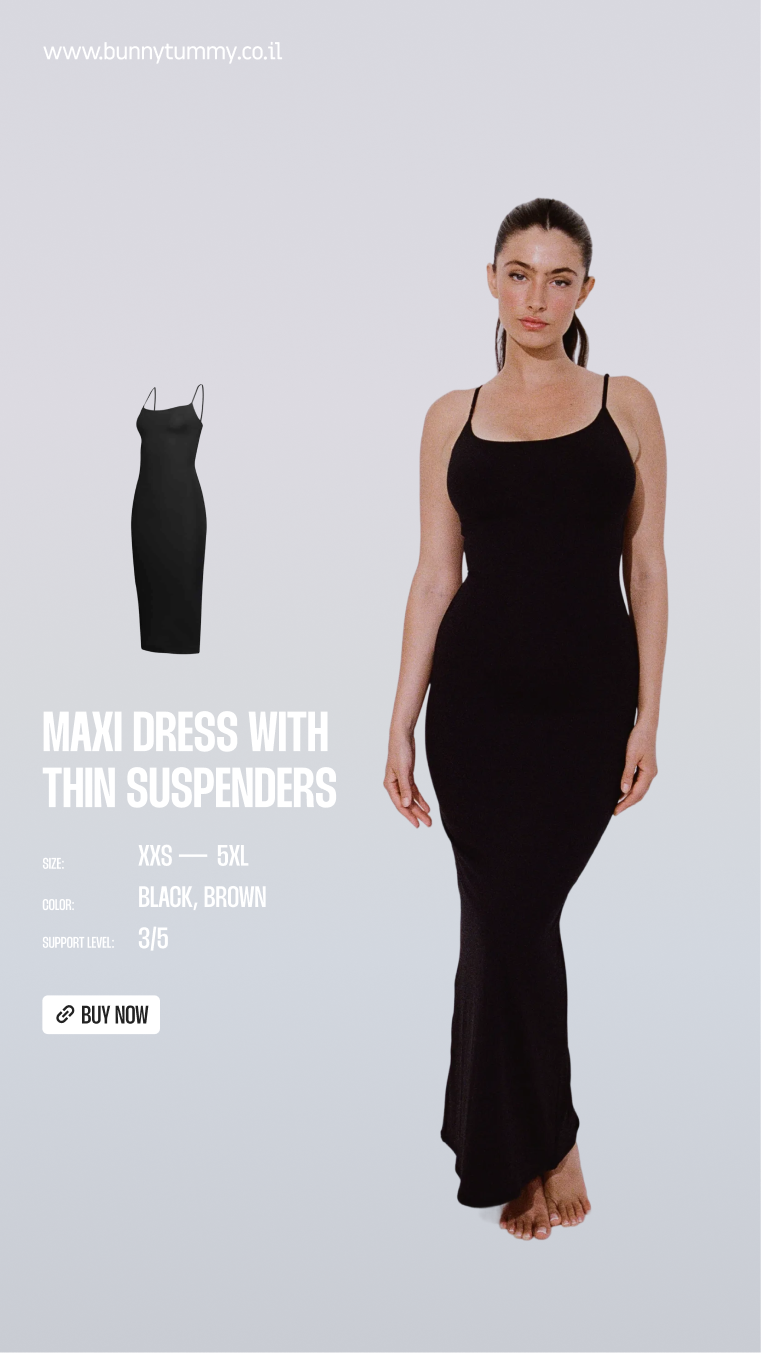 www.bunnytummy.co.il
MAXI DRESS WITH
THIN SUSPENDERS
SIZE: XXS — 5XL
COLOR: BLACK, BROWN
SUPPORT LEVEL: 3/5
BUY NOW